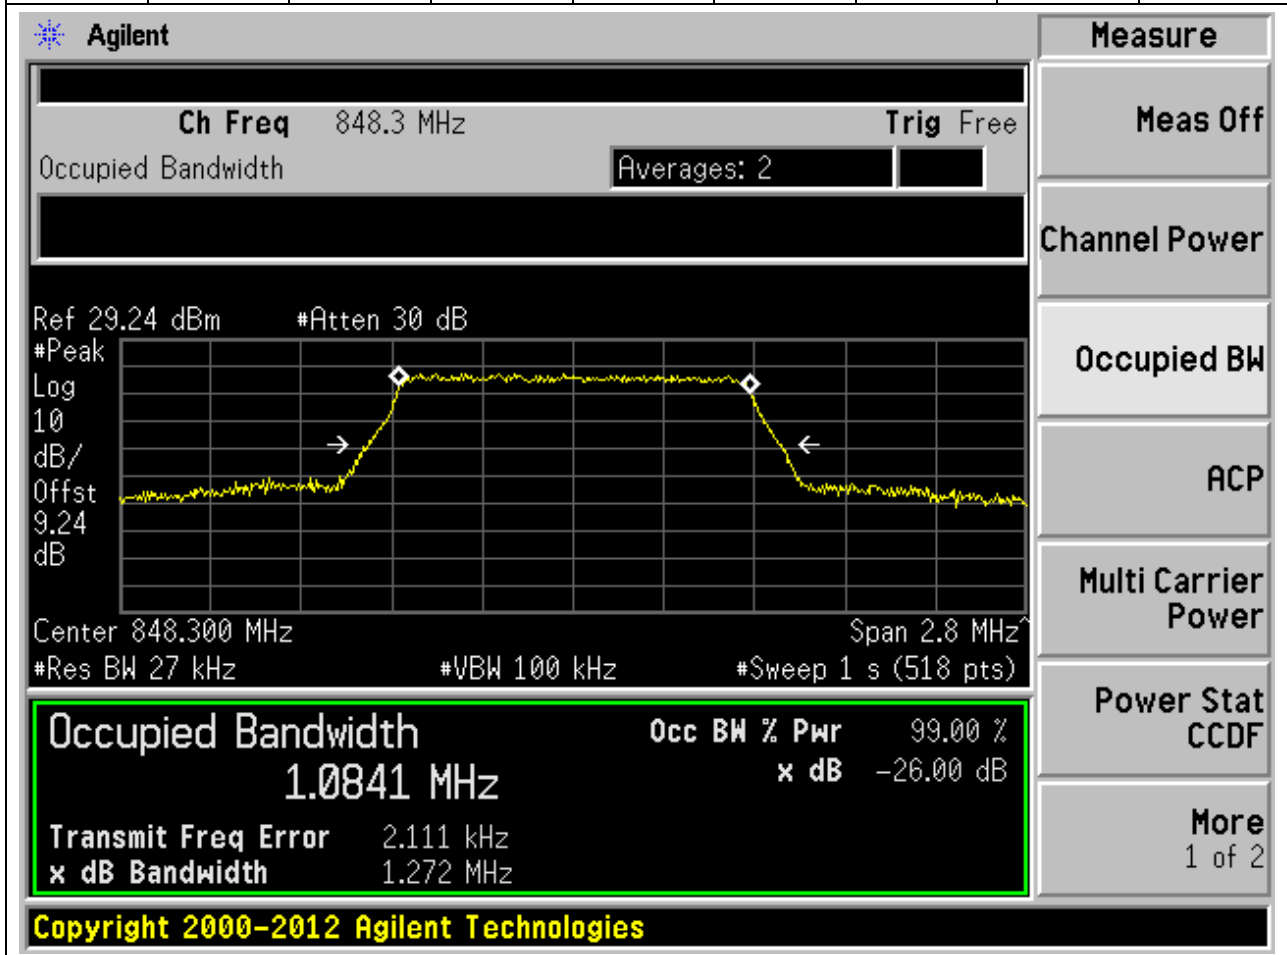 Agilent
Ch Freq 848.3 MHz Trig Free
Occupied Bandwidth Averages: 2
Ref 29.24 dBm #Atten 30 dB
#Peak
Log
10
dB/
Offst
9.24
dB
Center 848.300 MHz Span 2.8 MHz^
#Res BW 27 kHz #VBW 100 kHz #Sweep 1 s (518 pts)
Occupied Bandwidth Occ BW % Pwr 99.00 %
1.0841 MHz x dB -26.00 dB
Transmit Freq Error 2.111 kHz
x dB Bandwidth 1.272 MHz
Copyright 2000-2012 Agilent Technologies
Measure
Meas Off
Channel Power
Occupied BW
ACP
Multi Carrier
Power
Power Stat
CCDF
More
1 of 2